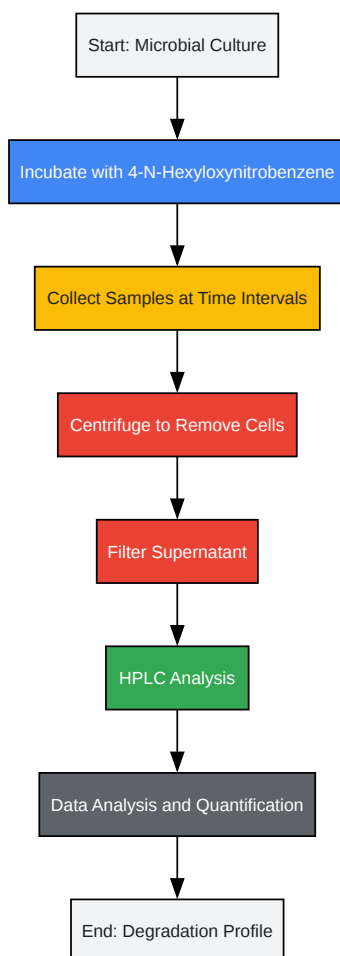 Start: Microbial Culture
Incubate with 4-N-Hexyloxynitrobenzene
Collect Samples at Time Intervals
Centrifuge to Remove Cells
Filter Supernatant
HPLC Analysis
Data Analysis and Quantification
End: Degradation Profile